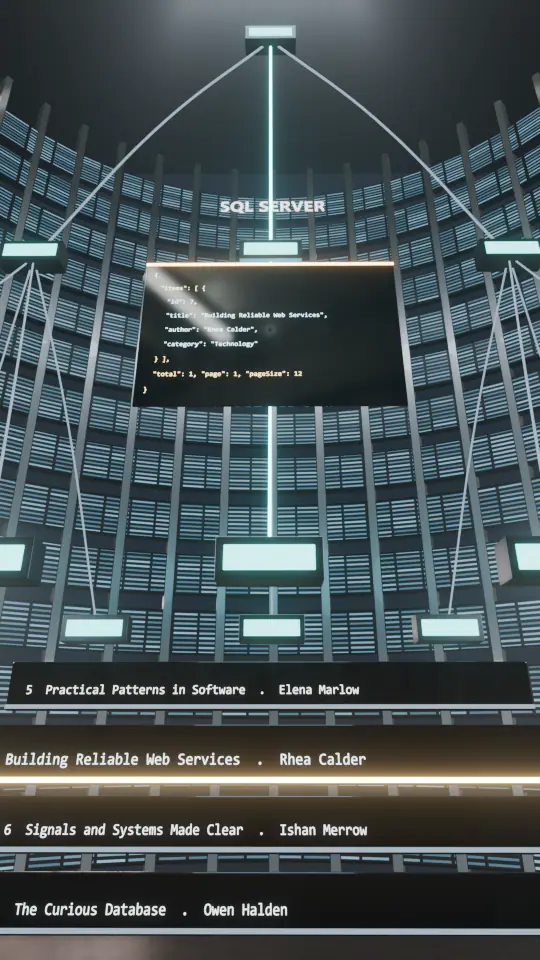 SQL SERVER
{
"items": [ {
"id": 7,
"title": "Building Reliable Web Services",
"author": "Rhea Calder",
"category": "Technology"
} ],
"total": 1, "page": 1, "pageSize": 12
}
5 Practical Patterns in Software . Elena Marlow
Building Reliable Web Services . Rhea Calder
6 Signals and Systems Made Clear . Ishan Merrow
The Curious Database . Owen Halden